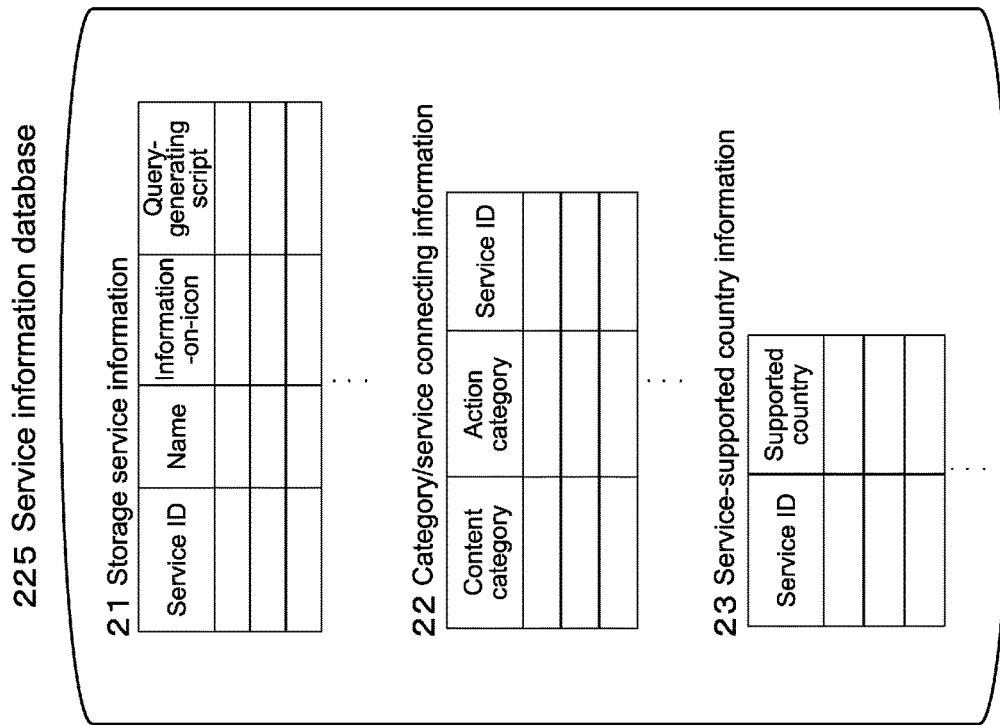 225 Service information database
21 Storage service information
Service ID
Name
Information
-on-icon
Query-
generating
script
22 Category/service connecting information
Content
category
Action
category
Service ID
23 Service-supported country information
Service ID
Supported
country